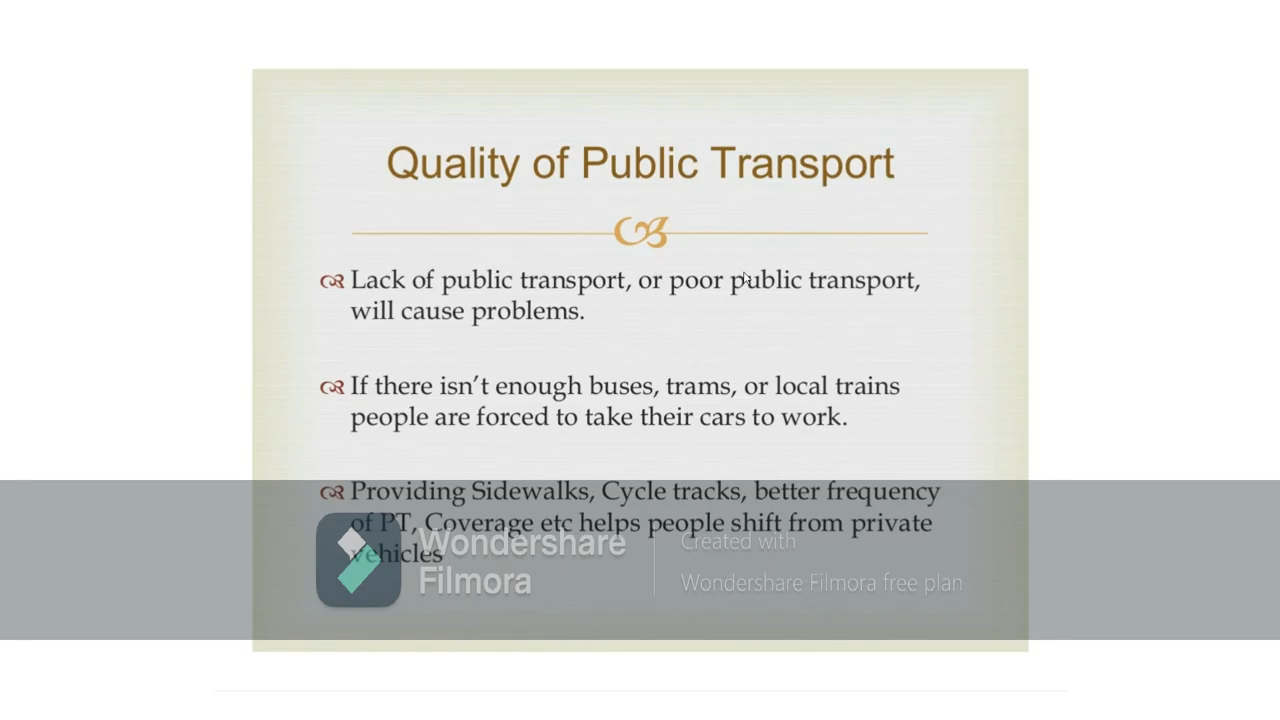 Quality of Public Transport
Lack of public transport, or poor public transport,
will cause problems.
If there isn't enough buses, trams, or local trains
people are forced to take their cars to work.
Providing Sidewalks, Cycle tracks, better frequency
of PT, Coverage etc helps people shift from private
vehicles
Wondershare
Filmora
Created with
Wondershare Filmora free plan